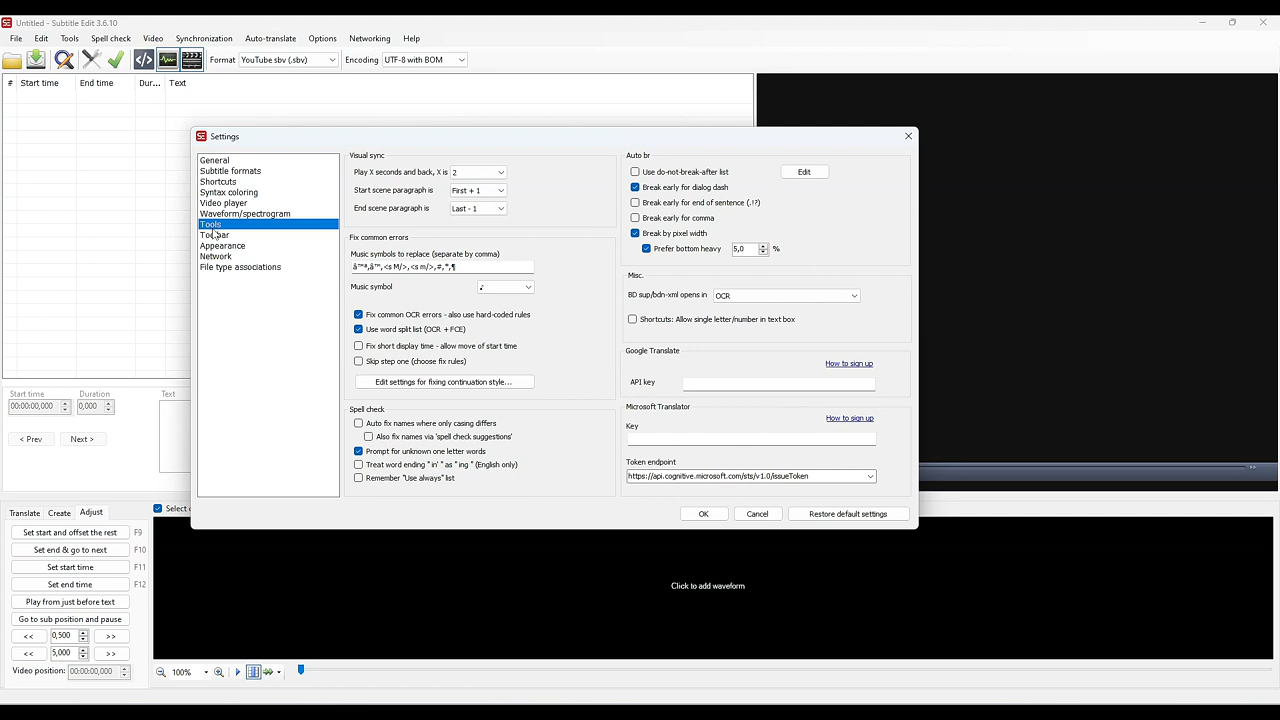 Untitled - Subtitle Edit 3.6.10
File Edit Tools Spell check Video Synchronization Auto-translate Options Networking Help
Format YouTube sbv (.sbv) Encoding UTF-8 with BOM
# Start time End time Dur... Text
Settings
General
Subtitle formats
Shortcuts
Syntax coloring
Video player
Waveform/spectrogram
Tools
Toolbar
Appearance
Network
File type associations
Visual sync
Play X seconds and back, X is 2
Start scene paragraph is First + 1
End scene paragraph is Last - 1
Fix common errors
Music symbols to replace (separate by comma)
â™ª,â™,<s M/>,<s m/>,#,*,¶
Music symbol ♪
Fix common OCR errors - also use hard-coded rules
Use word split list (OCR + FCE)
Fix short display time - allow move of start time
Skip step one (choose fix rules)
Edit settings for fixing continuation style...
Spell check
Auto fix names where only casing differs
Also fix names via 'spell check suggestions'
Prompt for unknown one letter words
Treat word ending " in' " as " ing " (English only)
Remember "Use always" list
Auto br
Use do-not-break-after list Edit
Break early for dialog dash
Break early for end of sentence (.!?)
Break early for comma
Break by pixel width
Prefer bottom heavy 5,0 %
Misc.
BD sup/bdn-xml opens in OCR
Shortcuts: Allow single letter/number in text box
Google Translate
How to sign up
API key
Microsoft Translator
How to sign up
Key
Token endpoint
https://api.cognitive.microsoft.com/sts/v1.0/issueToken
OK Cancel Restore default settings
Start time Duration Text
00:00:00,000 0,000
< Prev Next >
Translate Create Adjust
Select
Set start and offset the rest F9
Set end & go to next F10
Set start time F11
Set end time F12
Play from just before text
Go to sub position and pause
<< 0,500 >>
<< 5,000 >>
Video position: 00:00:00,000
Click to add waveform
100%